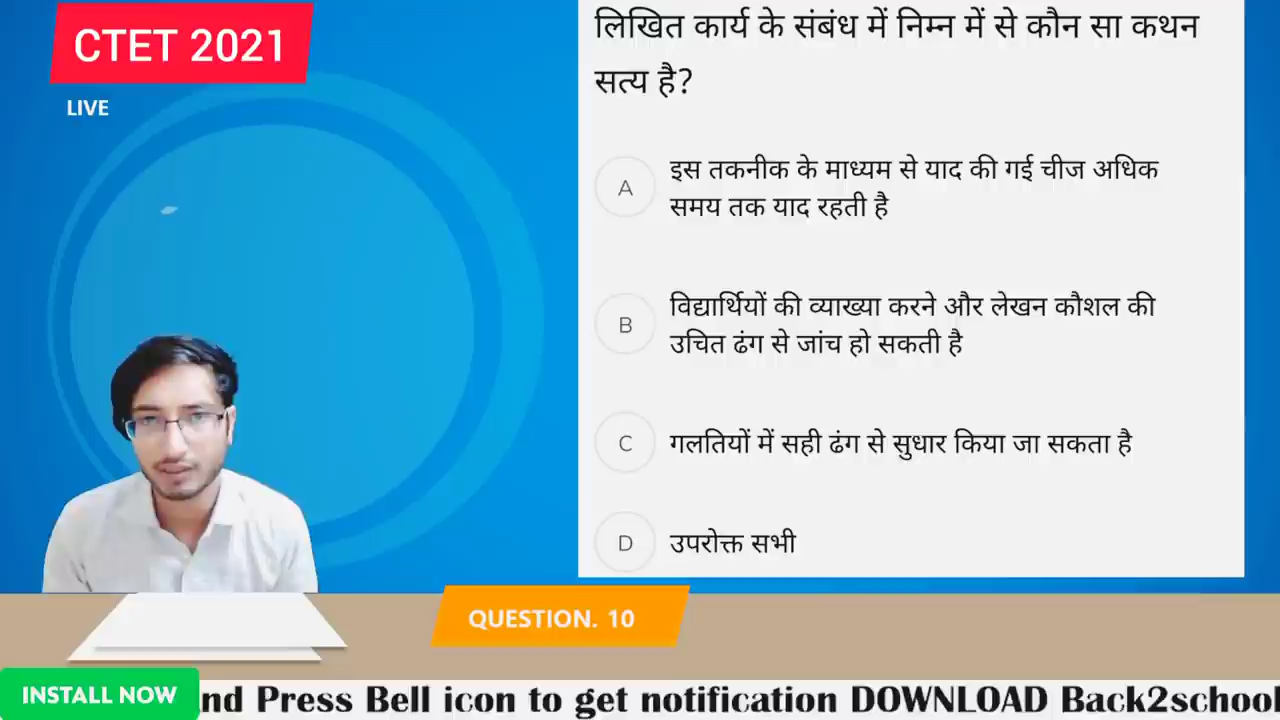 CTET 2021
LIVE
लिखित कार्य के संबंध में निम्न में से कौन सा कथन
सत्य है?
A
इस तकनीक के माध्यम से याद की गई चीज अधिक
समय तक याद रहती है
B
विद्यार्थियों की व्याख्या करने और लेखन कौशल की
उचित ढंग से जांच हो सकती है
C
गलतियों में सही ढंग से सुधार किया जा सकता है
D
उपरोक्त सभी
QUESTION. 10
INSTALL NOW
nd Press Bell icon to get notification DOWNLOAD Back2school